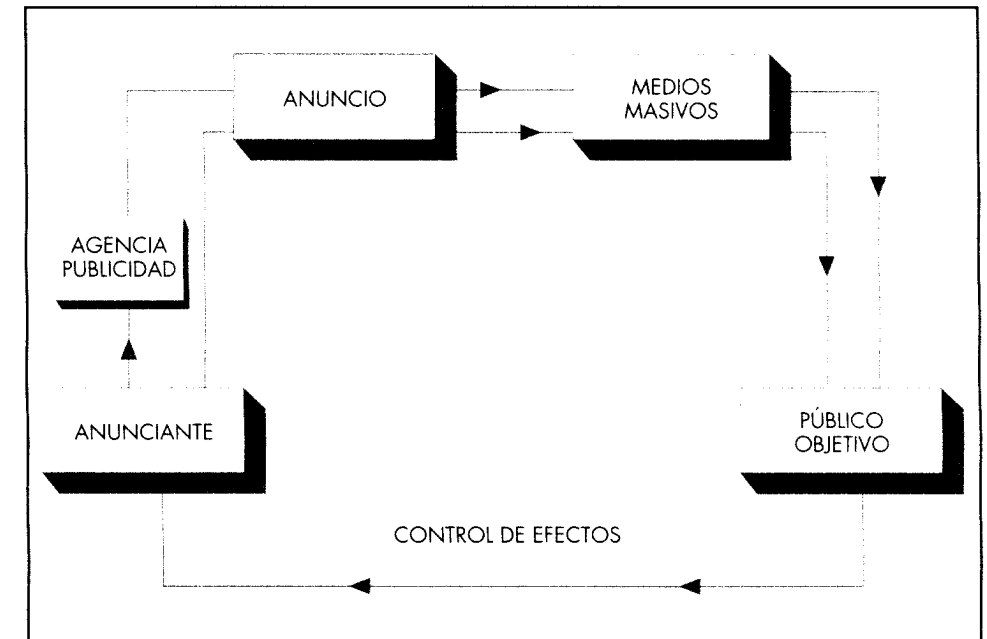 ANUNCIO
MEDIOS
MASIVOS
AGENCIA
PUBLICIDAD
ANUNCIANTE
PÚBLICO
OBJETIVO
CONTROL DE EFECTOS